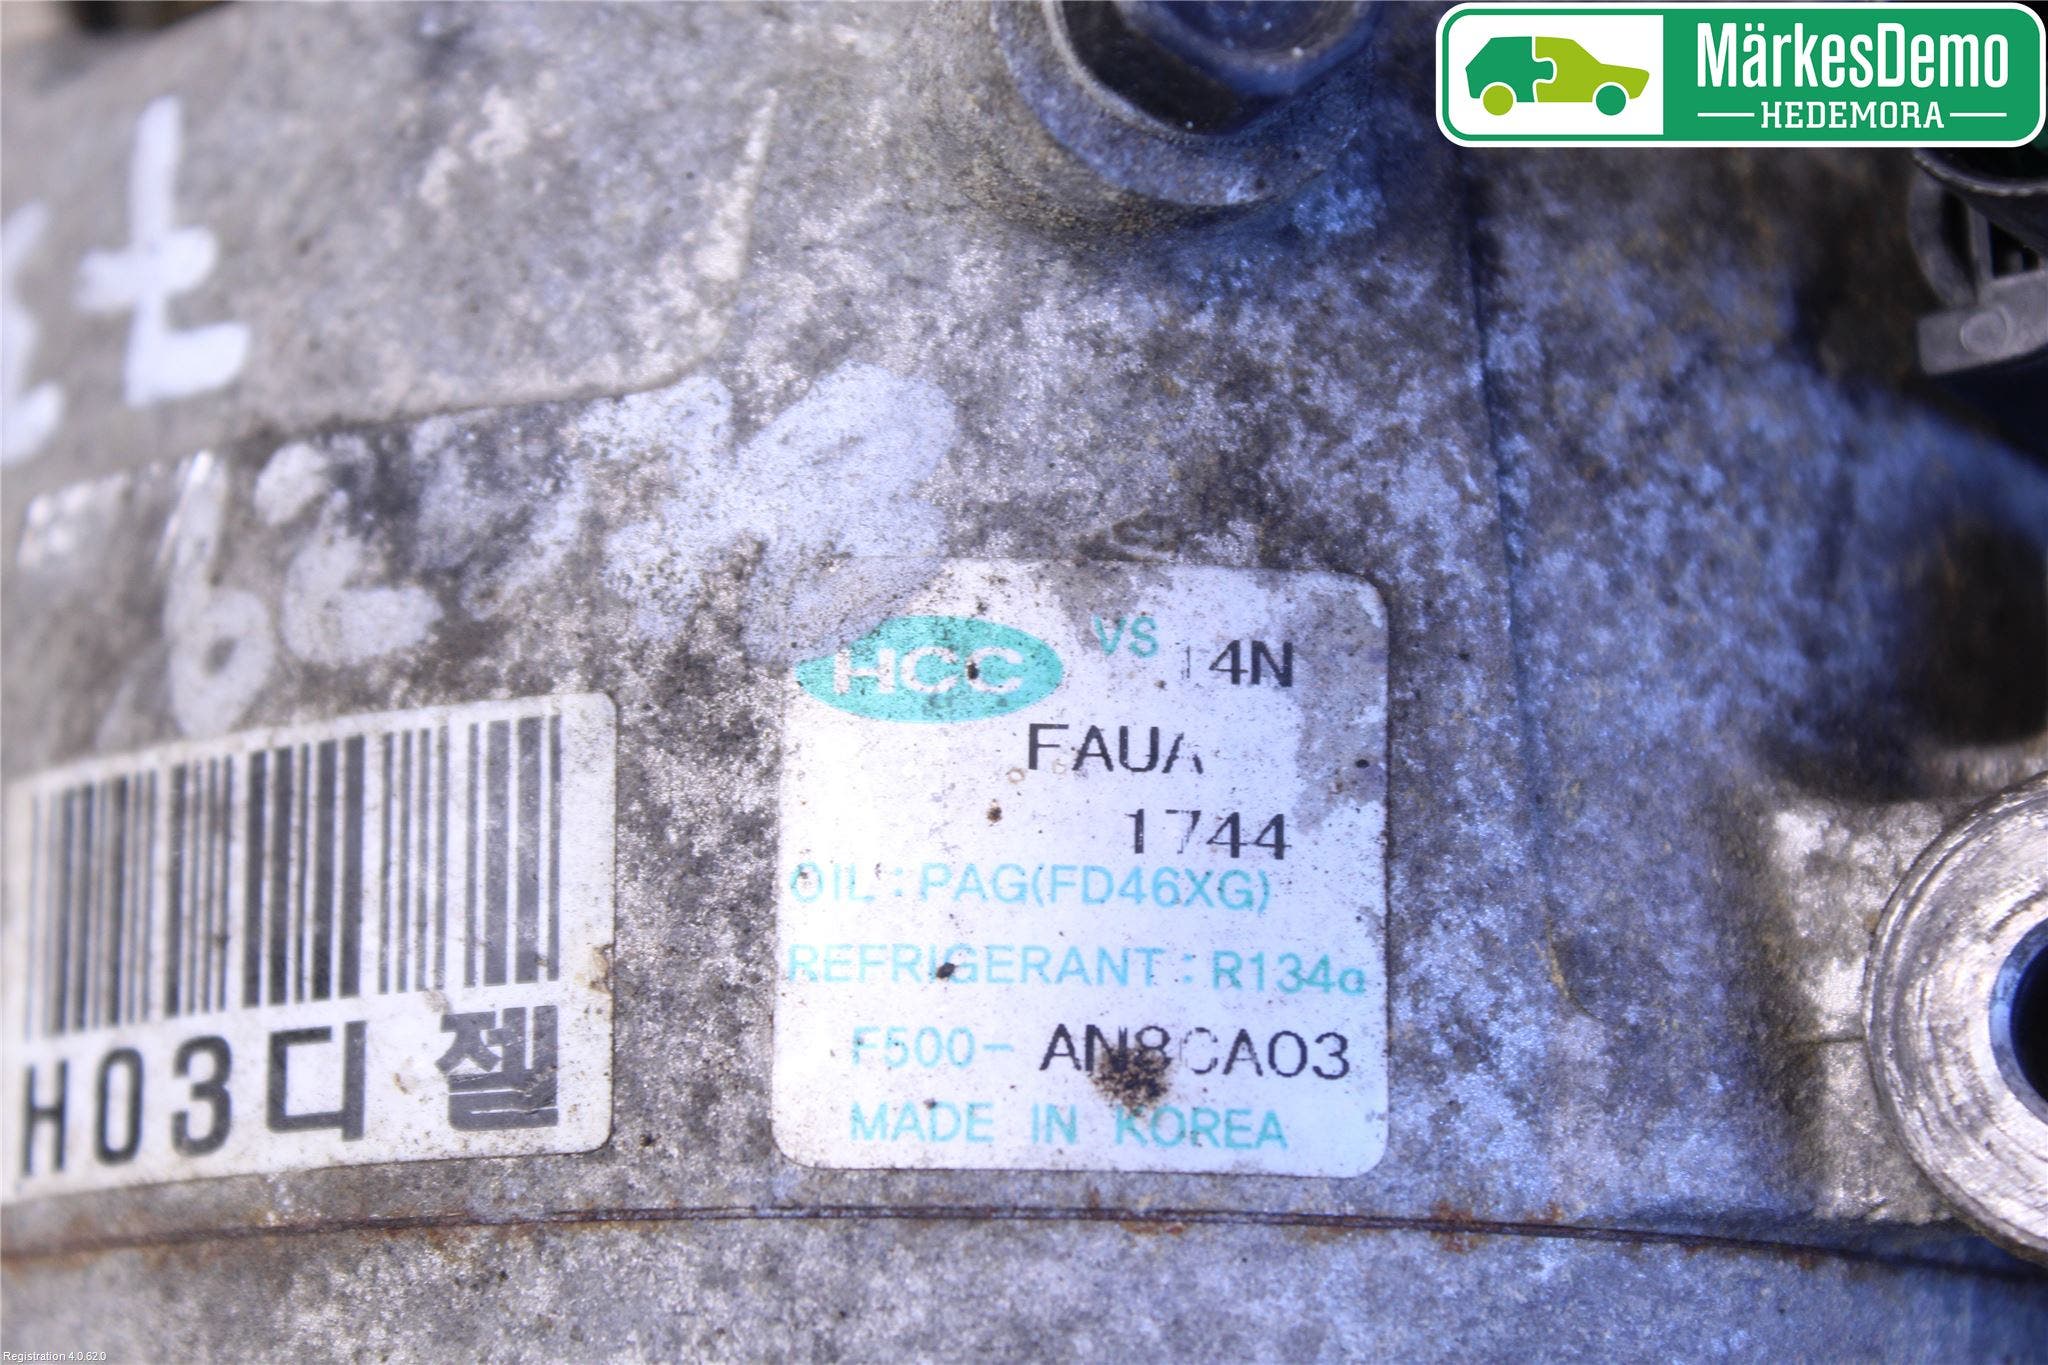 MärkesDemo
HEDEMORA
HCC VS 14N
FAUA
1744
OIL : PAG(FD46XG)
REFRIGERANT : R134a
F500- AN8CA03
MADE IN KOREA
H03디젤
Registration 4.0.62.0